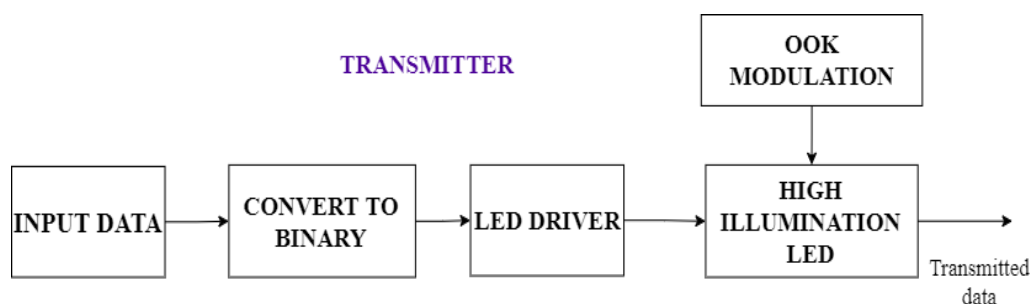 TRANSMITTER
OOK
MODULATION
INPUT DATA
CONVERT TO
BINARY
LED DRIVER
HIGH
ILLUMINATION
LED
Transmitted
data